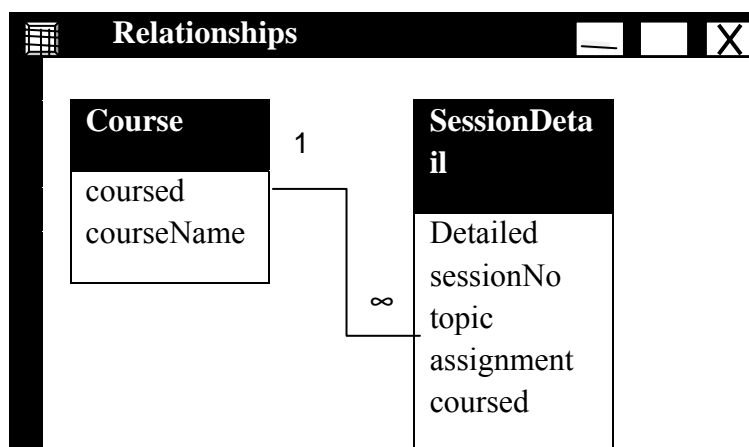 Relationships
Course
1
coursed
courseName
SessionDeta
il
∞
Detailed
sessionNo
topic
assignment
coursed